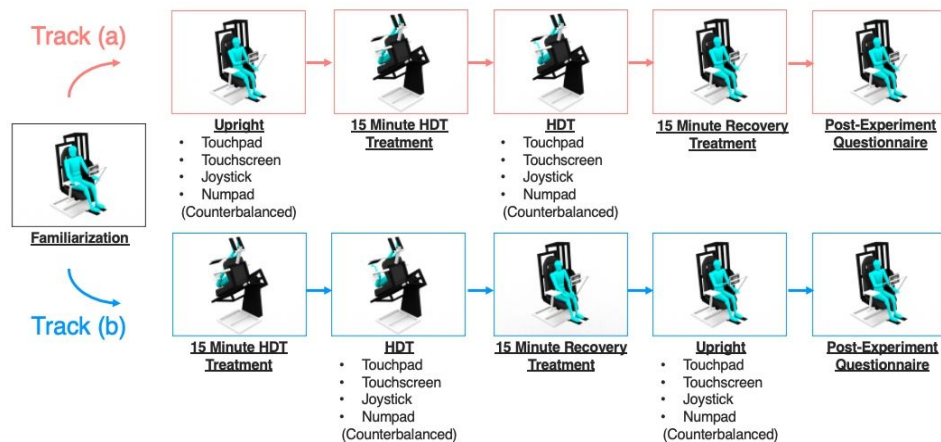 Track (a)
Upright
• Touchpad
• Touchscreen
• Joystick
• Numpad
(Counterbalanced)
15 Minute HDT
Treatment
HDT
• Touchpad
• Touchscreen
• Joystick
• Numpad
(Counterbalanced)
15 Minute Recovery
Treatment
Post-Experiment
Questionnaire
Familiarization
Track (b)
15 Minute HDT
Treatment
HDT
• Touchpad
• Touchscreen
• Joystick
• Numpad
(Counterbalanced)
15 Minute Recovery
Treatment
Upright
• Touchpad
• Touchscreen
• Joystick
• Numpad
(Counterbalanced)
Post-Experiment
Questionnaire